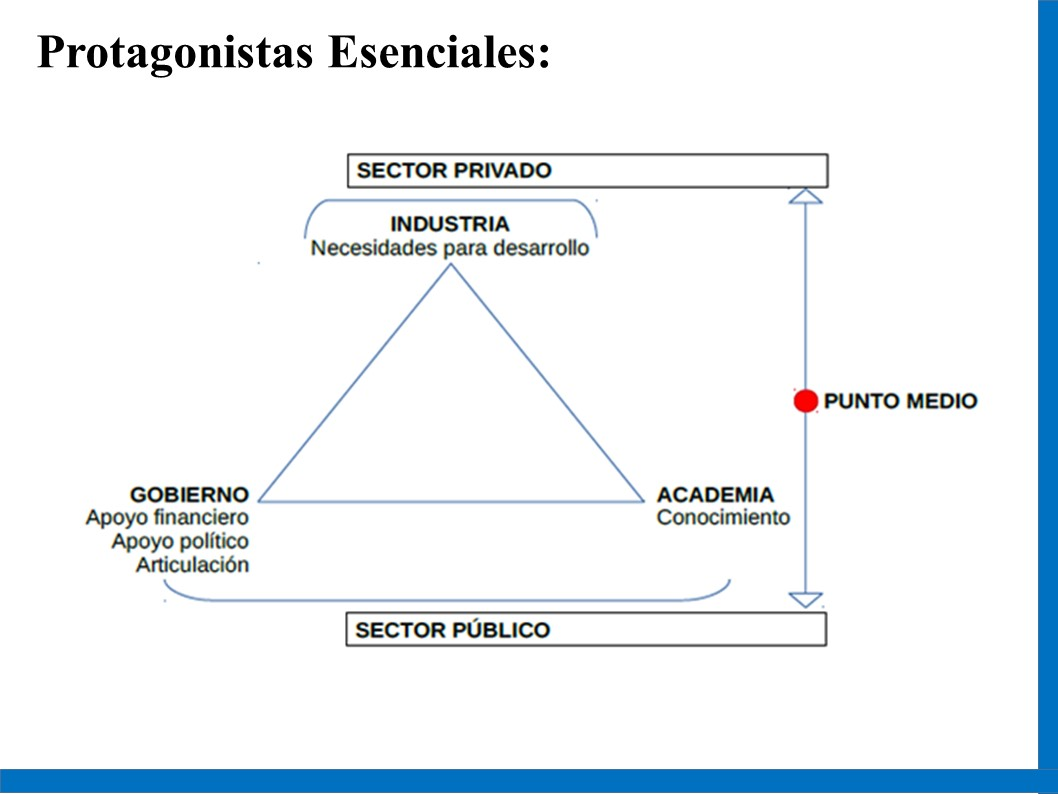 Protagonistas Esenciales:
SECTOR PRIVADO
INDUSTRIA
Necesidades para desarrollo
PUNTO MEDIO
GOBIERNO
Apoyo financiero
Apoyo político
Articulación
ACADEMIA
Conocimiento
SECTOR PÚBLICO